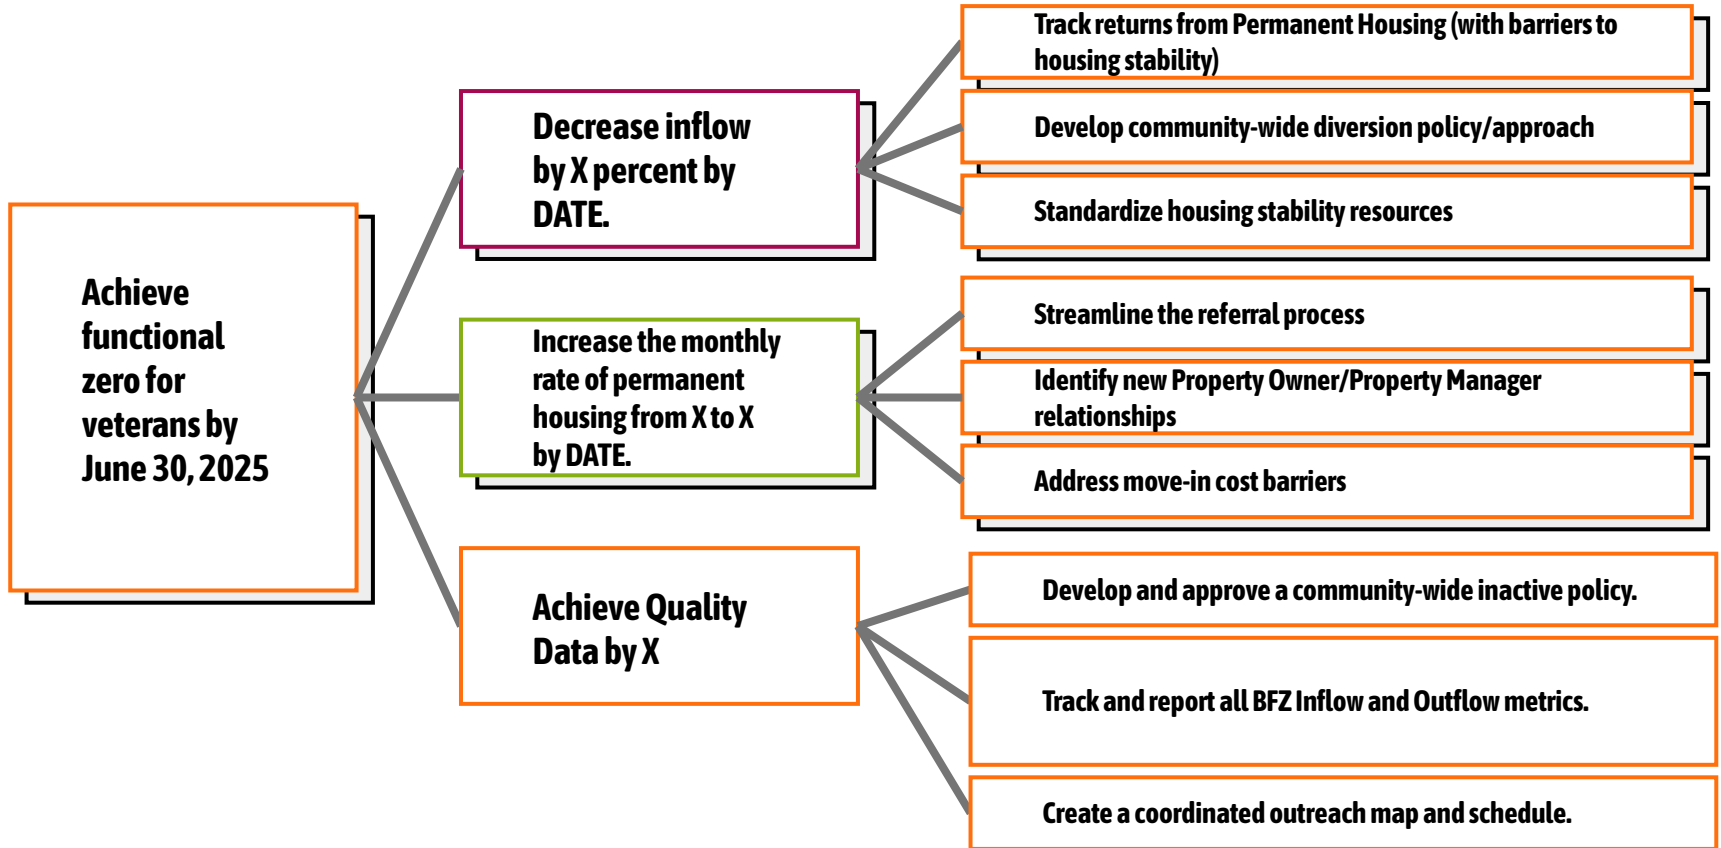 Achieve
functional
zero for
veterans by
June 30, 2025
Decrease inflow
by X percent by
DATE.
Track returns from Permanent Housing (with barriers to
housing stability)
Develop community-wide diversion policy/approach
Standardize housing stability resources
Increase the monthly
rate of permanent
housing from X to X
by DATE.
Streamline the referral process
Identify new Property Owner/Property Manager
relationships
Address move-in cost barriers
Achieve Quality
Data by X
Develop and approve a community-wide inactive policy.
Track and report all BFZ Inflow and Outflow metrics.
Create a coordinated outreach map and schedule.